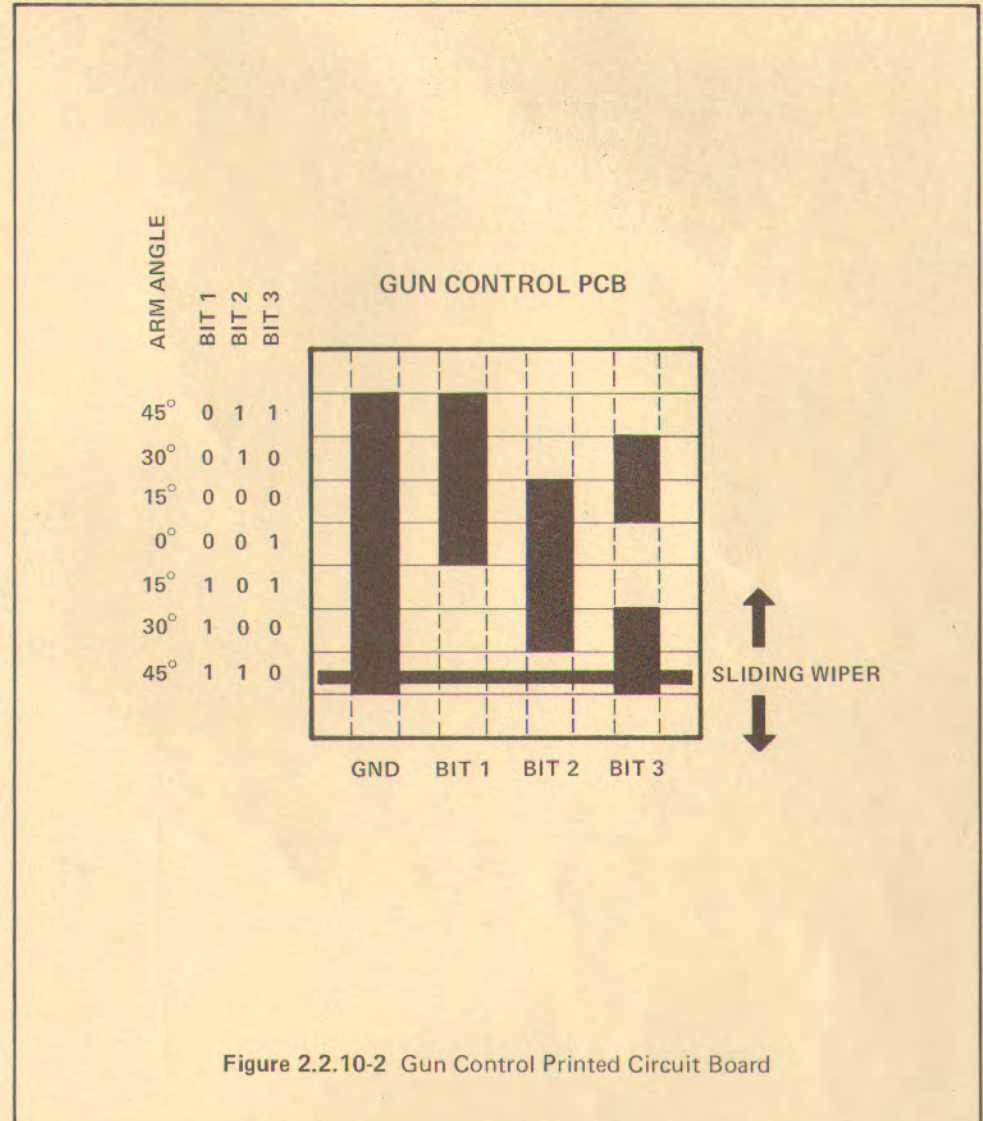 GUN CONTROL PCB
ARM ANGLE BIT 1 BIT 2 BIT 3
45° 0 1 1
30° 0 1 0
15° 0 0 0
0° 0 0 1
15° 1 0 1
30° 1 0 0
45° 1 1 0
SLIDING WIPER
GND BIT 1 BIT 2 BIT 3
Figure 2.2.10-2 Gun Control Printed Circuit Board